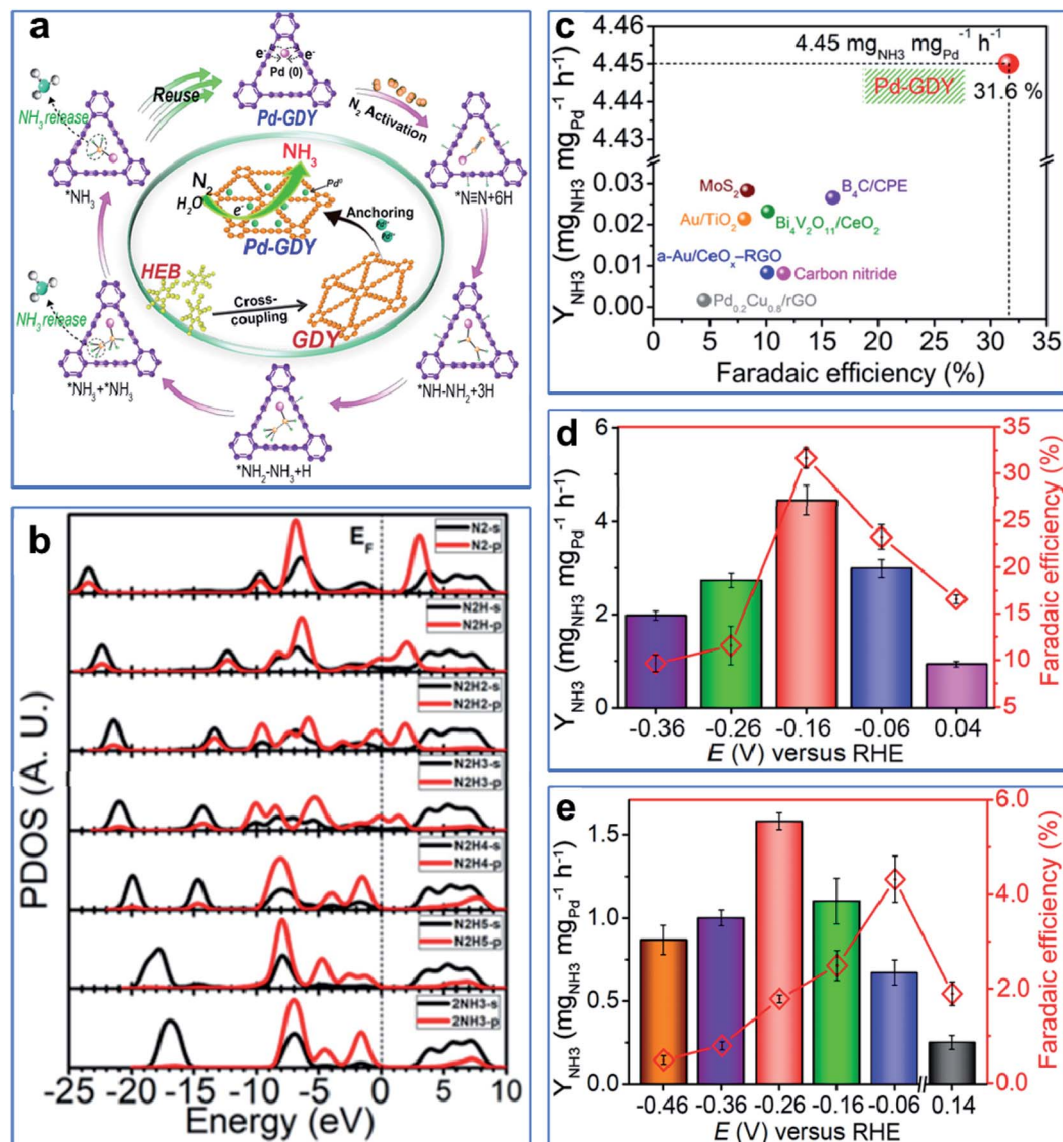 a
NH3 release
*NH3
Reuse
e-
e-
Pd (0)
Pd-GDY
N2 Activation
*N≡N+6H
*NH-NH2+3H
*NH2-NH3+H
*NH3+*NH3
NH3 release
NH3
N2
H2O
e-
Pd0
Pd-GDY
Anchoring
HEB
Cross-
coupling
GDY
b
PDOS (A. U.)
EF
N2-s
N2-p
N2H-s
N2H-p
N2H2-s
N2H2-p
N2H3-s
N2H3-p
N2H4-s
N2H4-p
N2H5-s
N2H5-p
2NH3-s
2NH3-p
-25 -20 -15 -10 -5 0 5 10
Energy (eV)
c
YNH3 (mgNH3 mgPd-1 h-1)
4.46
4.45
4.44
4.43
0.03
0.02
0.01
0.00
4.45 mgNH3 mgPd-1 h-1
Pd-GDY
31.6 %
MoS2
B4C/CPE
Au/TiO2
Bi4V2O11/CeO2
a-Au/CeOx–RGO
Carbon nitride
Pd0.2Cu0.8/rGO
0 5 10 15 20 25 30 35
Faradaic efficiency (%)
d
YNH3 (mgNH3 mgPd-1 h-1)
6
4
2
0
35
30
25
20
15
10
5
Faradaic efficiency (%)
-0.36 -0.26 -0.16 -0.06 0.04
E (V) versus RHE
e
YNH3 (mgNH3 mgPd-1 h-1)
1.5
1.0
0.5
0.0
6.0
4.0
2.0
0.0
Faradaic efficiency (%)
-0.46 -0.36 -0.26 -0.16 -0.06 0.14
E (V) versus RHE